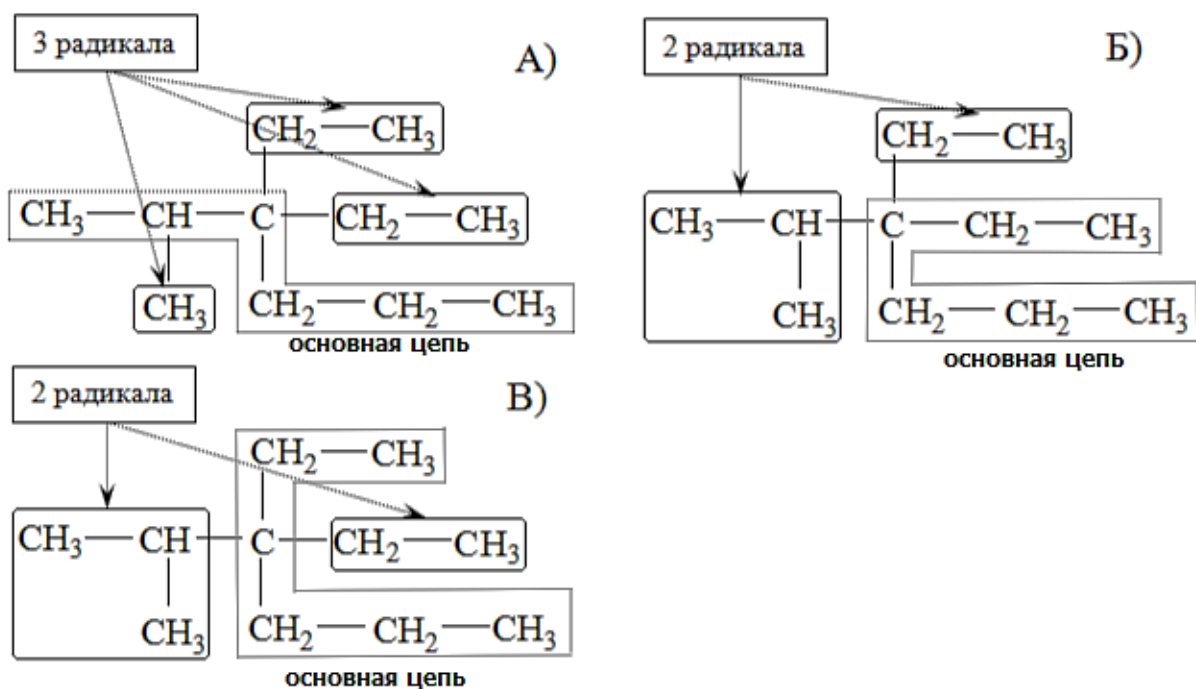 3 радикала
А)
CH₂—CH₃
CH₃—CH—C—CH₂—CH₃
CH₃
CH₂—CH₂—CH₃
основная цепь
2 радикала
Б)
CH₂—CH₃
CH₃—CH—C—CH₂—CH₃
CH₃
CH₂—CH₂—CH₃
основная цепь
2 радикала
В)
CH₂—CH₃
CH₃—CH—C—CH₂—CH₃
CH₃
CH₂—CH₂—CH₃
основная цепь